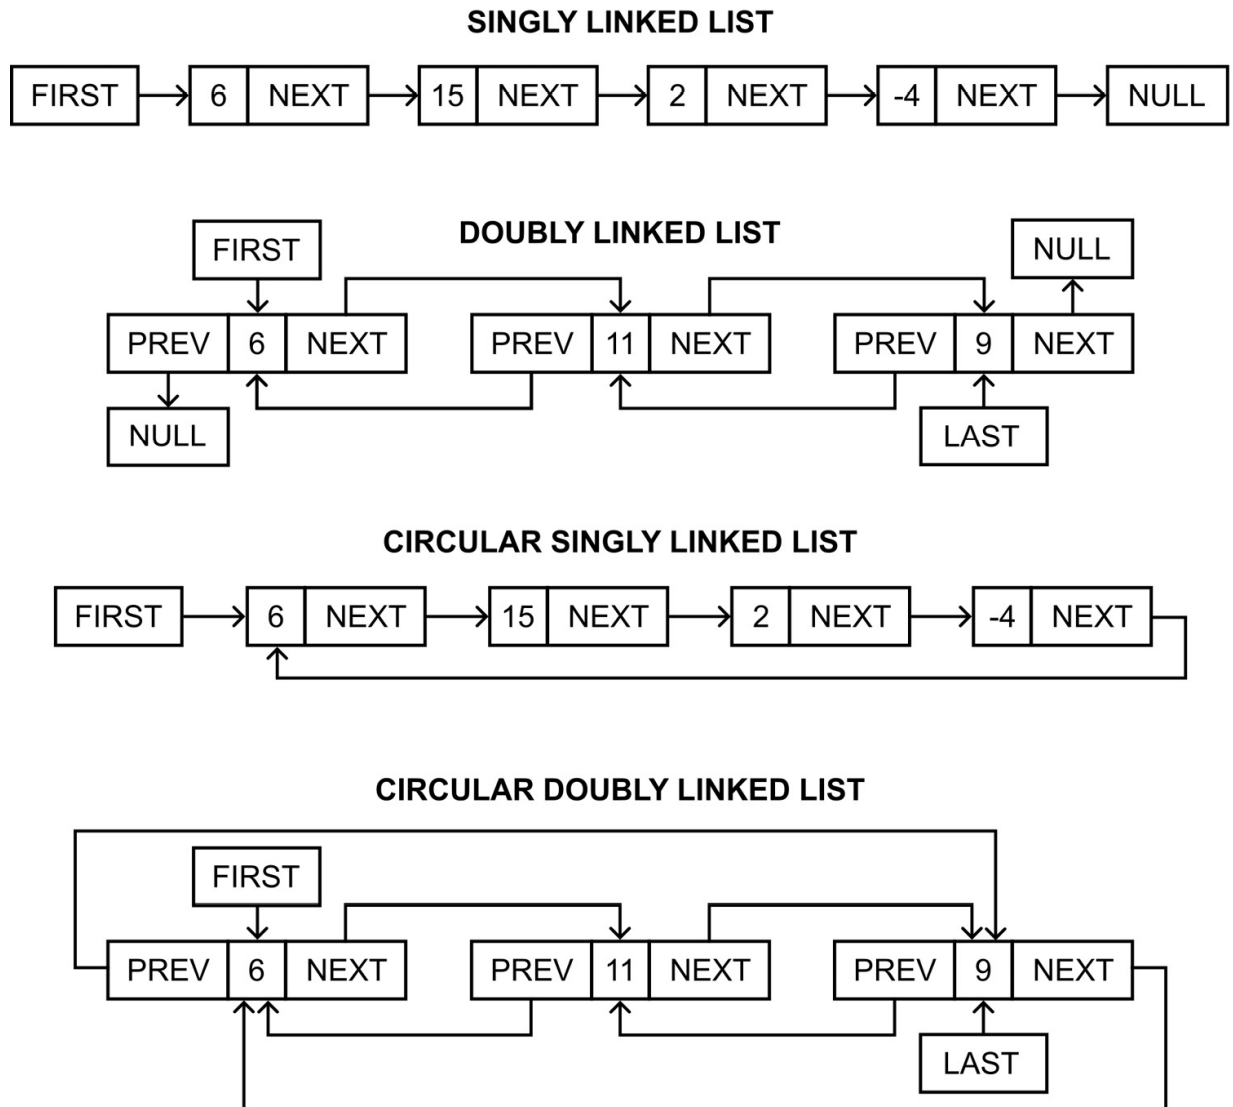 SINGLY LINKED LIST
FIRST 6 NEXT 15 NEXT 2 NEXT -4 NEXT NULL
DOUBLY LINKED LIST
FIRST NULL
PREV 6 NEXT PREV 11 NEXT PREV 9 NEXT
NULL LAST
CIRCULAR SINGLY LINKED LIST
FIRST 6 NEXT 15 NEXT 2 NEXT -4 NEXT
CIRCULAR DOUBLY LINKED LIST
FIRST
PREV 6 NEXT PREV 11 NEXT PREV 9 NEXT
LAST